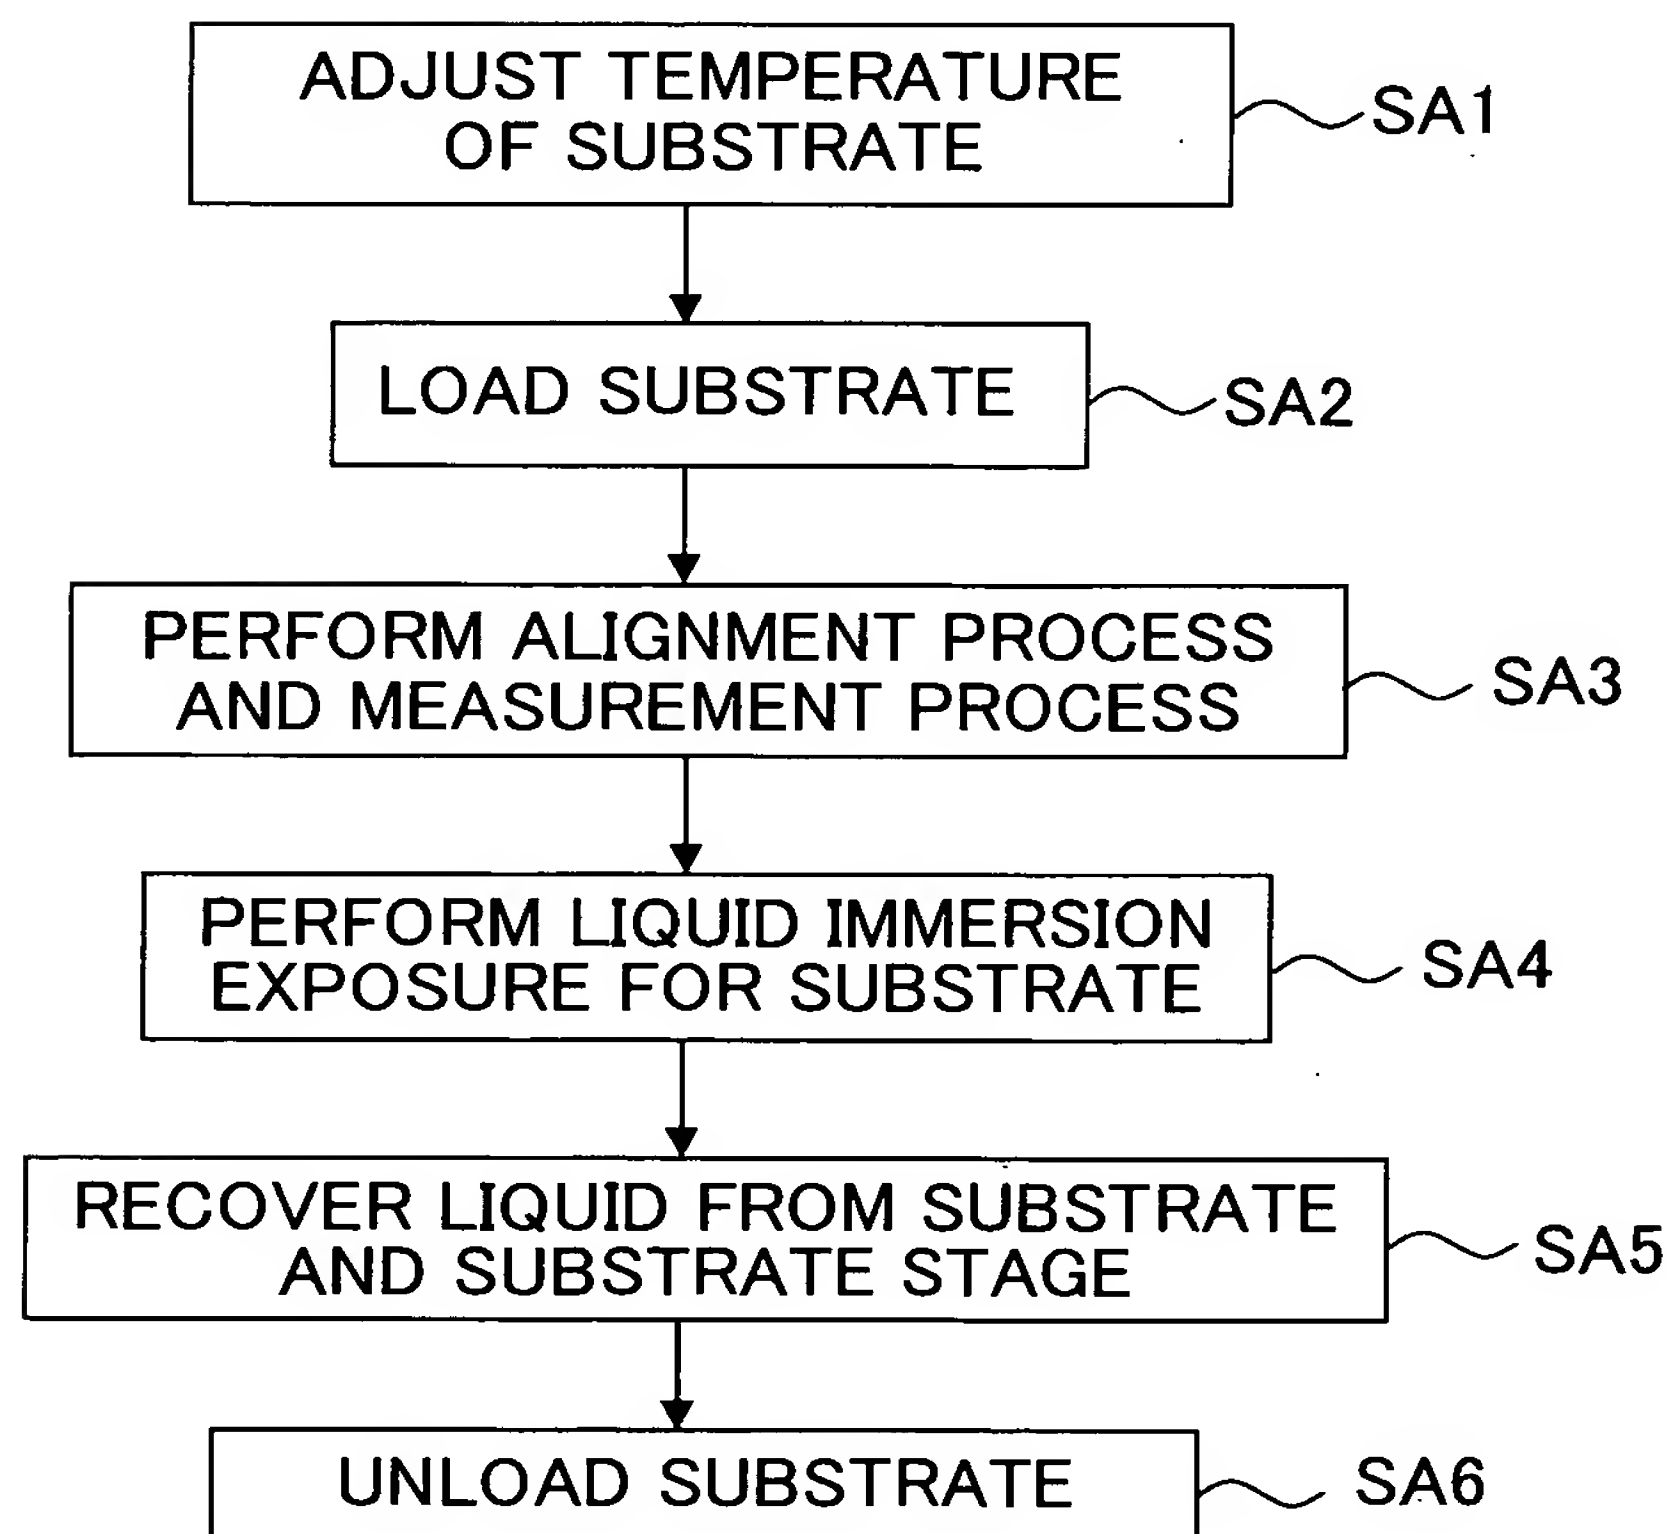 ADJUST TEMPERATURE
OF SUBSTRATE
SA1
LOAD SUBSTRATE
SA2
PERFORM ALIGNMENT PROCESS
AND MEASUREMENT PROCESS
SA3
PERFORM LIQUID IMMERSION
EXPOSURE FOR SUBSTRATE
SA4
RECOVER LIQUID FROM SUBSTRATE
AND SUBSTRATE STAGE
SA5
UNLOAD SUBSTRATE
SA6